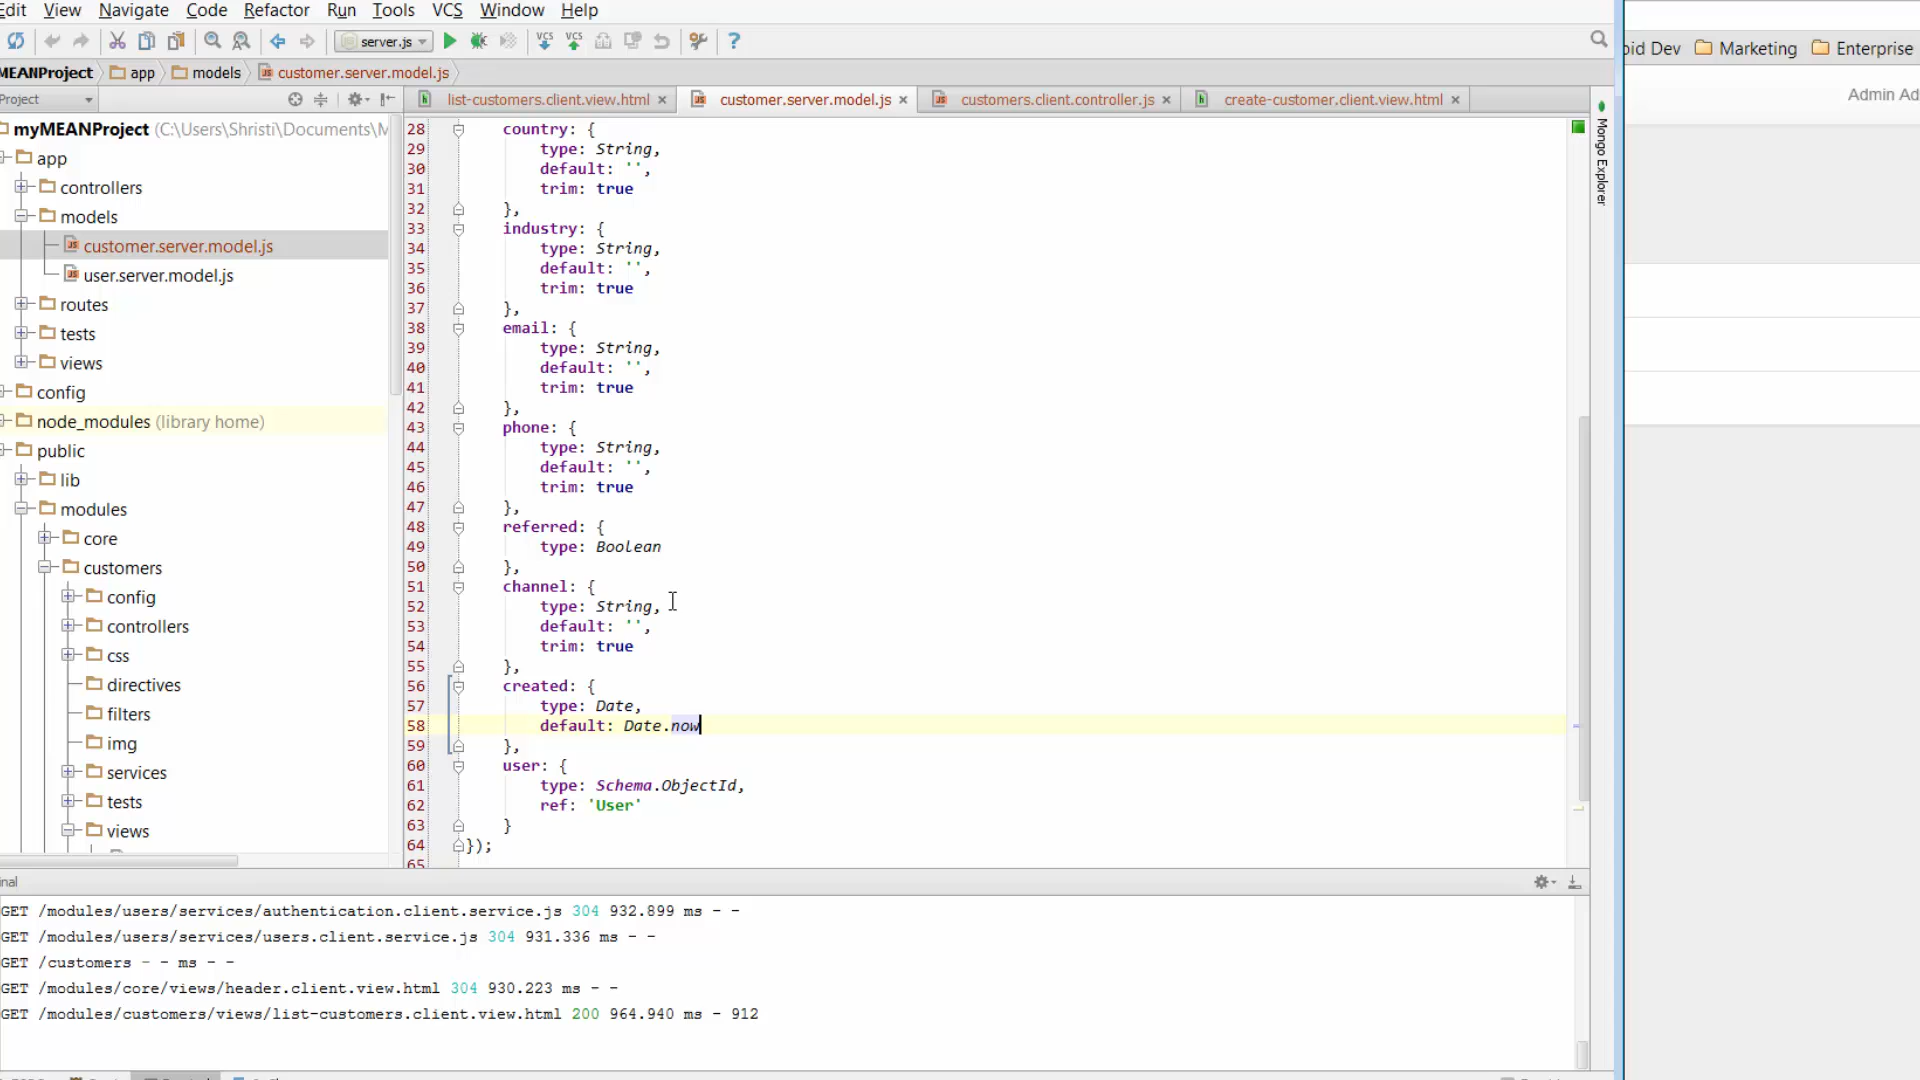 Edit View Navigate Code Refactor Run Tools VCS Window Help
server.js
VCS VCS ?
MEANProject app models customer.server.model.js
Project
list-customers.client.view.html customer.server.model.js customers.client.controller.js create-customer.client.view.html
Marketing Enterprise
Admin Ad
Mongo Explorer
myMEANProject (C:\Users\Shristi\Documents\M
app
controllers
models
customer.server.model.js
user.server.model.js
routes
tests
views
config
node_modules (library home)
public
lib
modules
core
customers
config
controllers
css
directives
filters
img
services
tests
views
28 country: {
29 type: String,
30 default: '',
31 trim: true
32 },
33 industry: {
34 type: String,
35 default: '',
36 trim: true
37 },
38 email: {
39 type: String,
40 default: '',
41 trim: true
42 },
43 phone: {
44 type: String,
45 default: '',
46 trim: true
47 },
48 referred: {
49 type: Boolean
50 },
51 channel: {
52 type: String,
53 default: '',
54 trim: true
55 },
56 created: {
57 type: Date,
58 default: Date.now
59 },
60 user: {
61 type: Schema.ObjectId,
62 ref: 'User'
63 }
64 });
65
GET /modules/users/services/authentication.client.service.js 304 932.899 ms - -
GET /modules/users/services/users.client.service.js 304 931.336 ms - -
GET /customers - - ms - -
GET /modules/core/views/header.client.view.html 304 930.223 ms - -
GET /modules/customers/views/list-customers.client.view.html 200 964.940 ms - 912